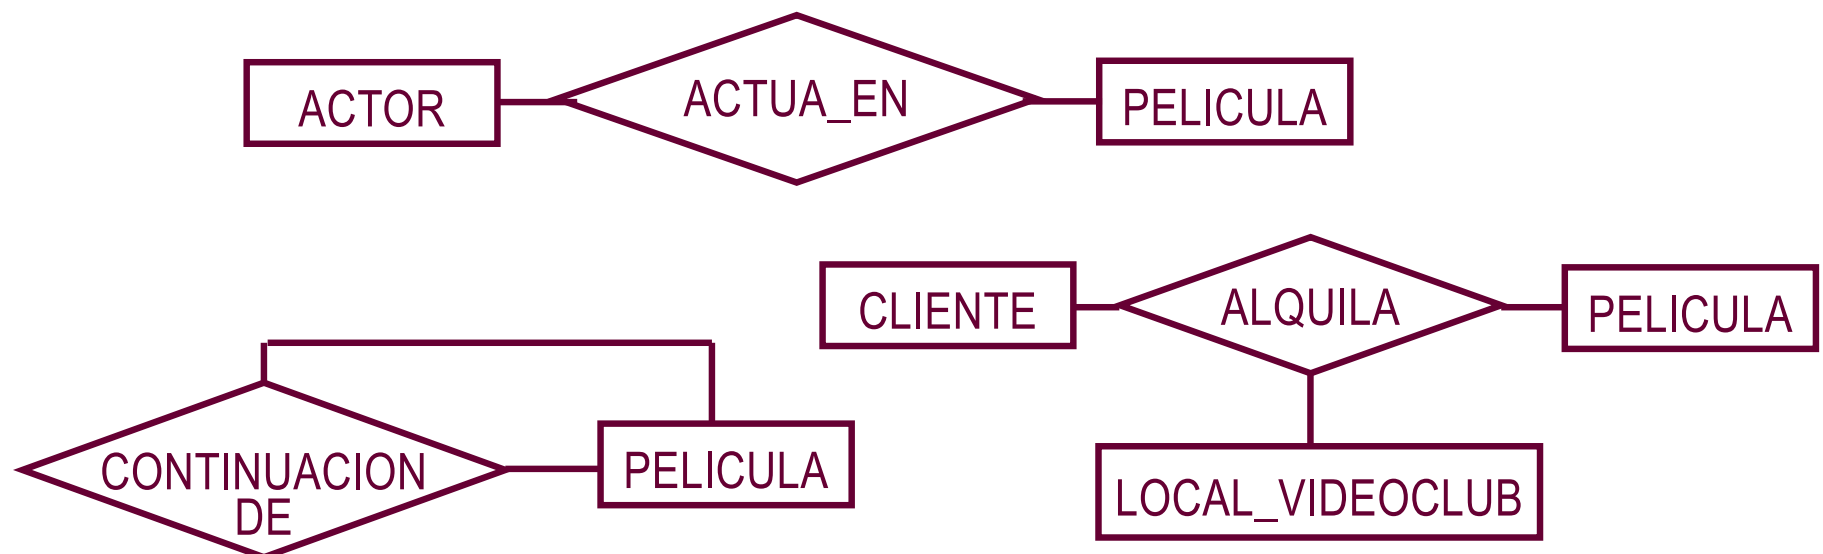 ACTOR
ACTUA_EN
PELICULA
CLIENTE
ALQUILA
PELICULA
LOCAL_VIDEOCLUB
CONTINUACION
DE
PELICULA